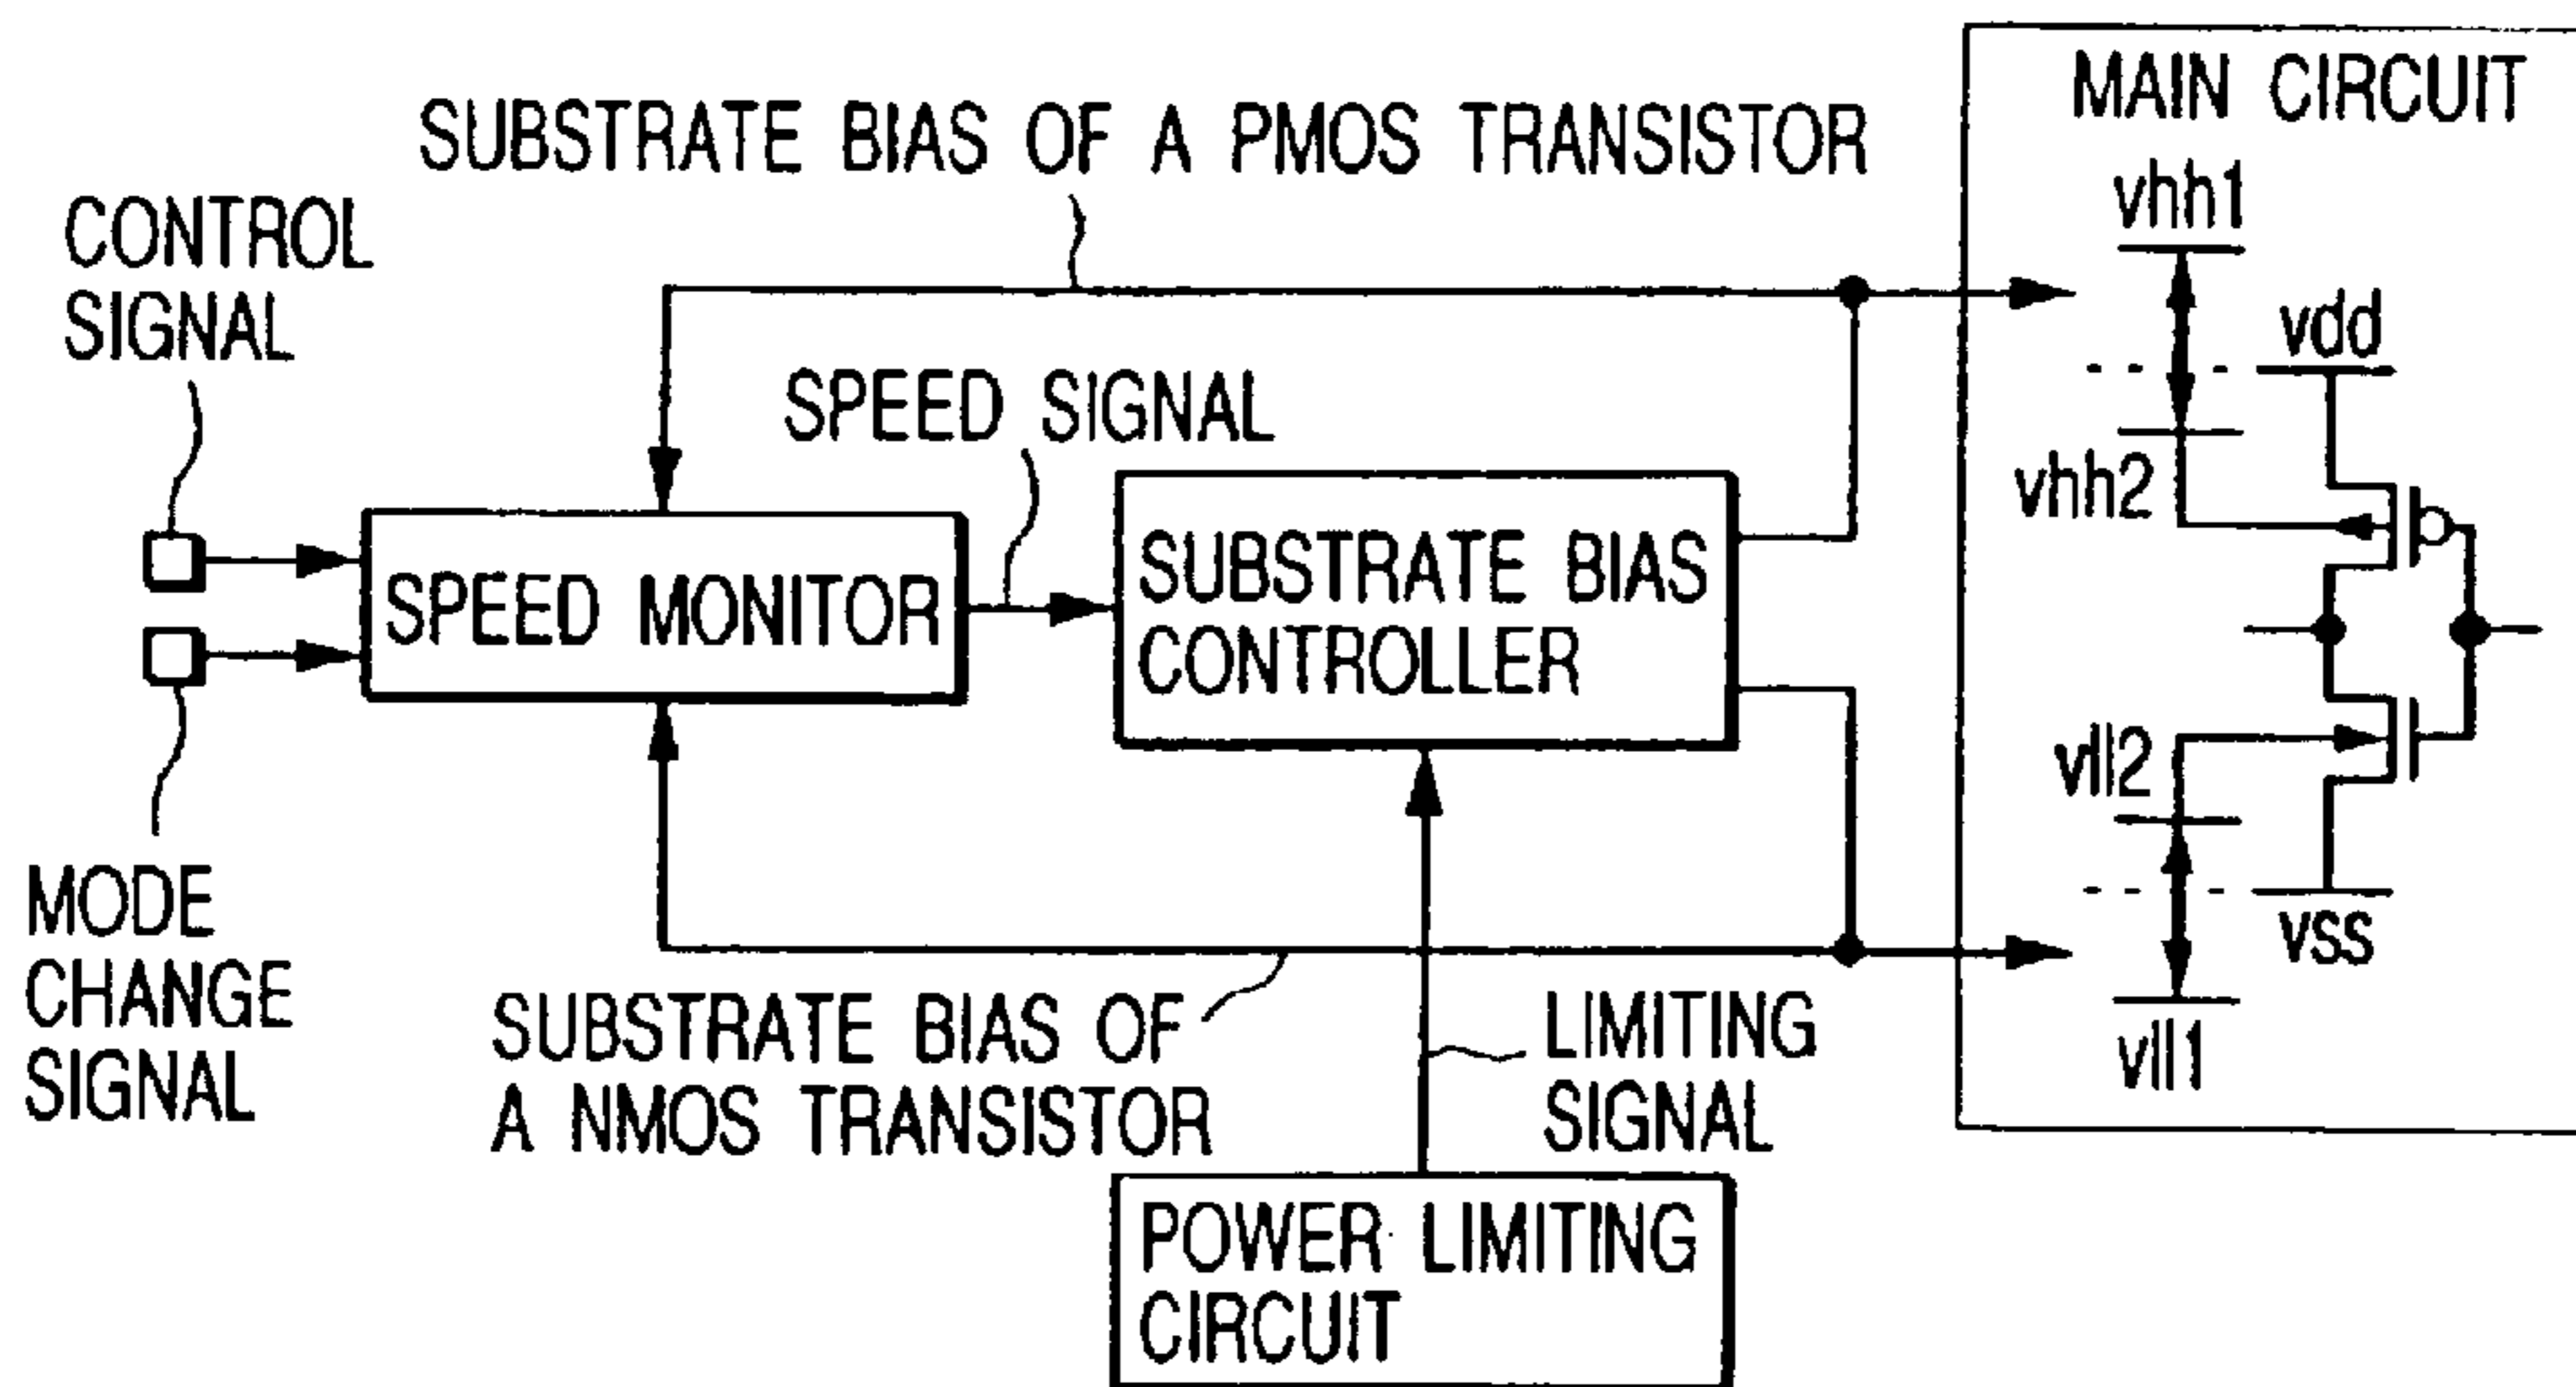 MAIN CIRCUIT
SUBSTRATE BIAS OF A PMOS TRANSISTOR
CONTROL
SIGNAL
vhh1
vdd
SPEED SIGNAL
vhh2
SPEED MONITOR
SUBSTRATE BIAS
CONTROLLER
vll2
MODE
CHANGE
SIGNAL
vss
SUBSTRATE BIAS OF
A NMOS TRANSISTOR
LIMITING
SIGNAL
vll1
POWER LIMITING
CIRCUIT